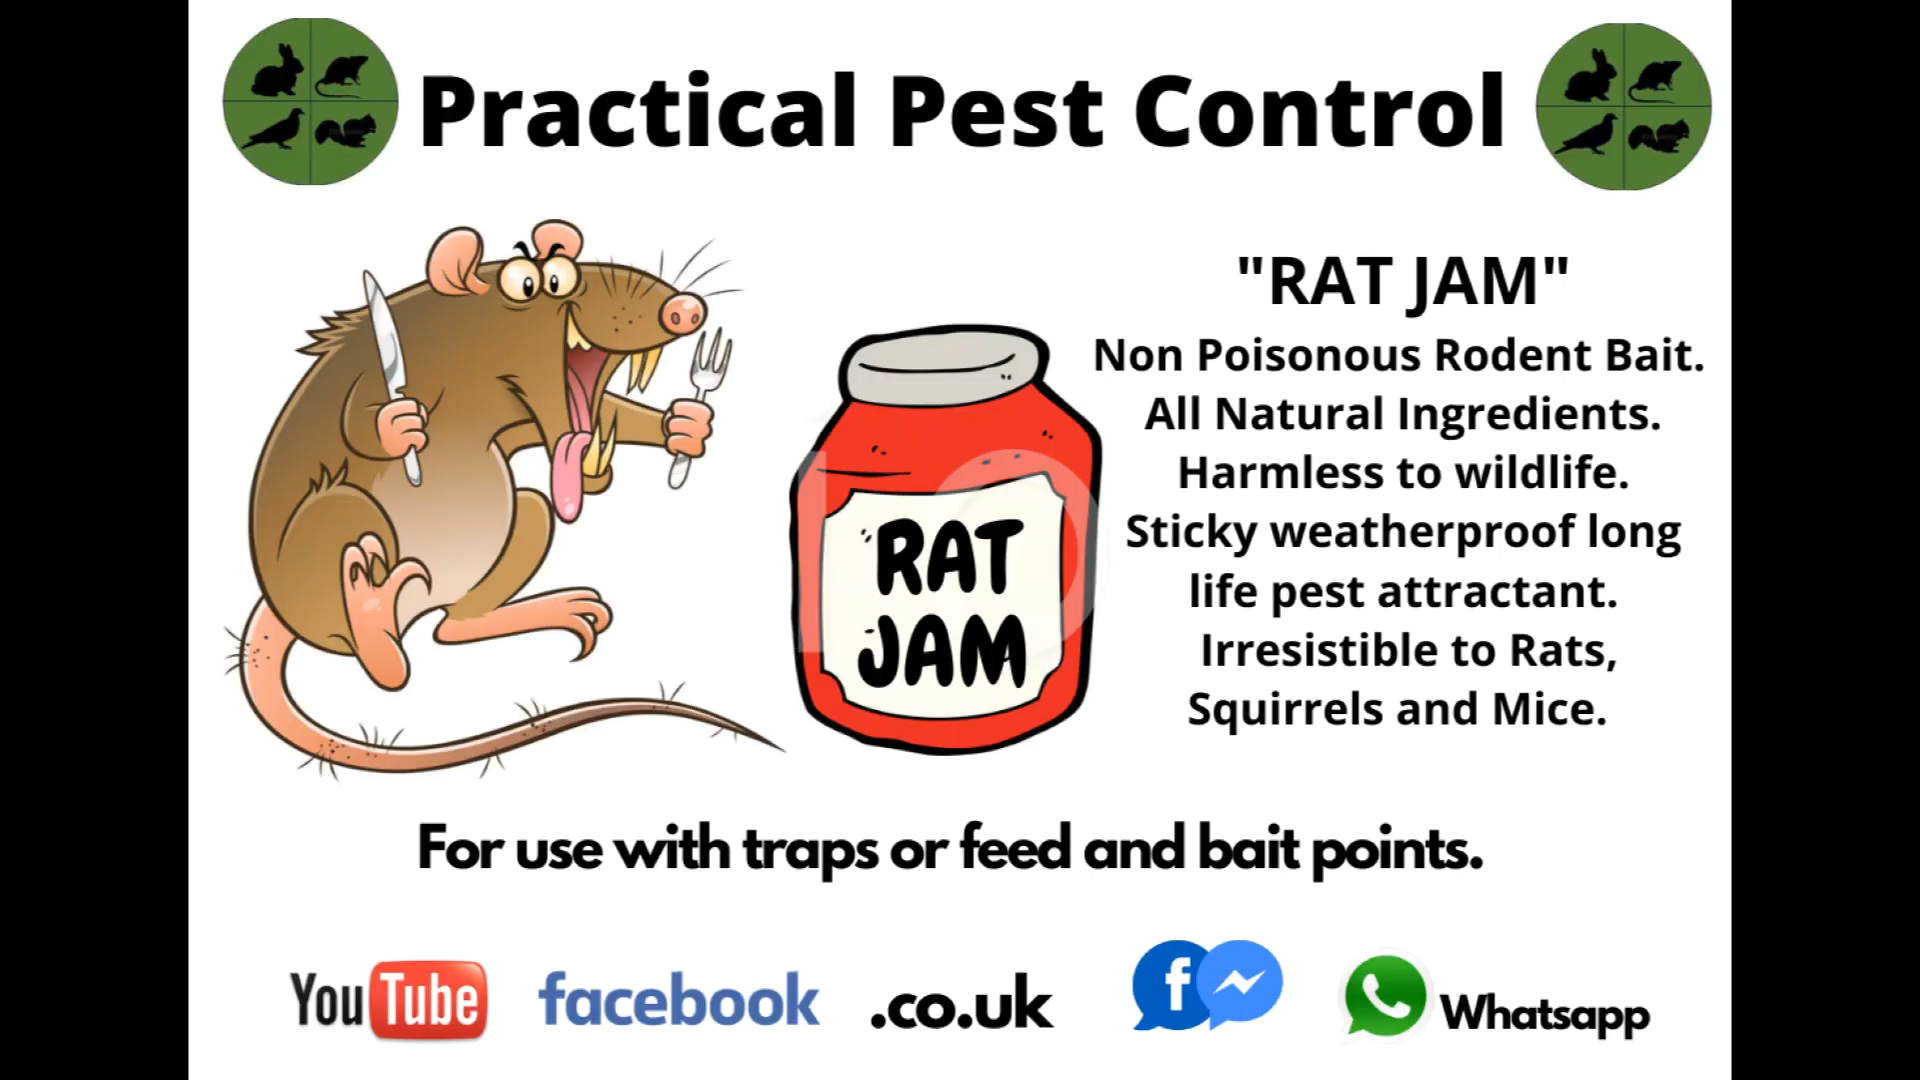 Practical Pest Control
"RAT JAM"
Non Poisonous Rodent Bait.
All Natural Ingredients.
Harmless to wildlife.
Sticky weatherproof long
life pest attractant.
Irresistible to Rats,
Squirrels and Mice.
RAT
JAM
For use with traps or feed and bait points.
YouTube facebook .co.uk f Whatsapp